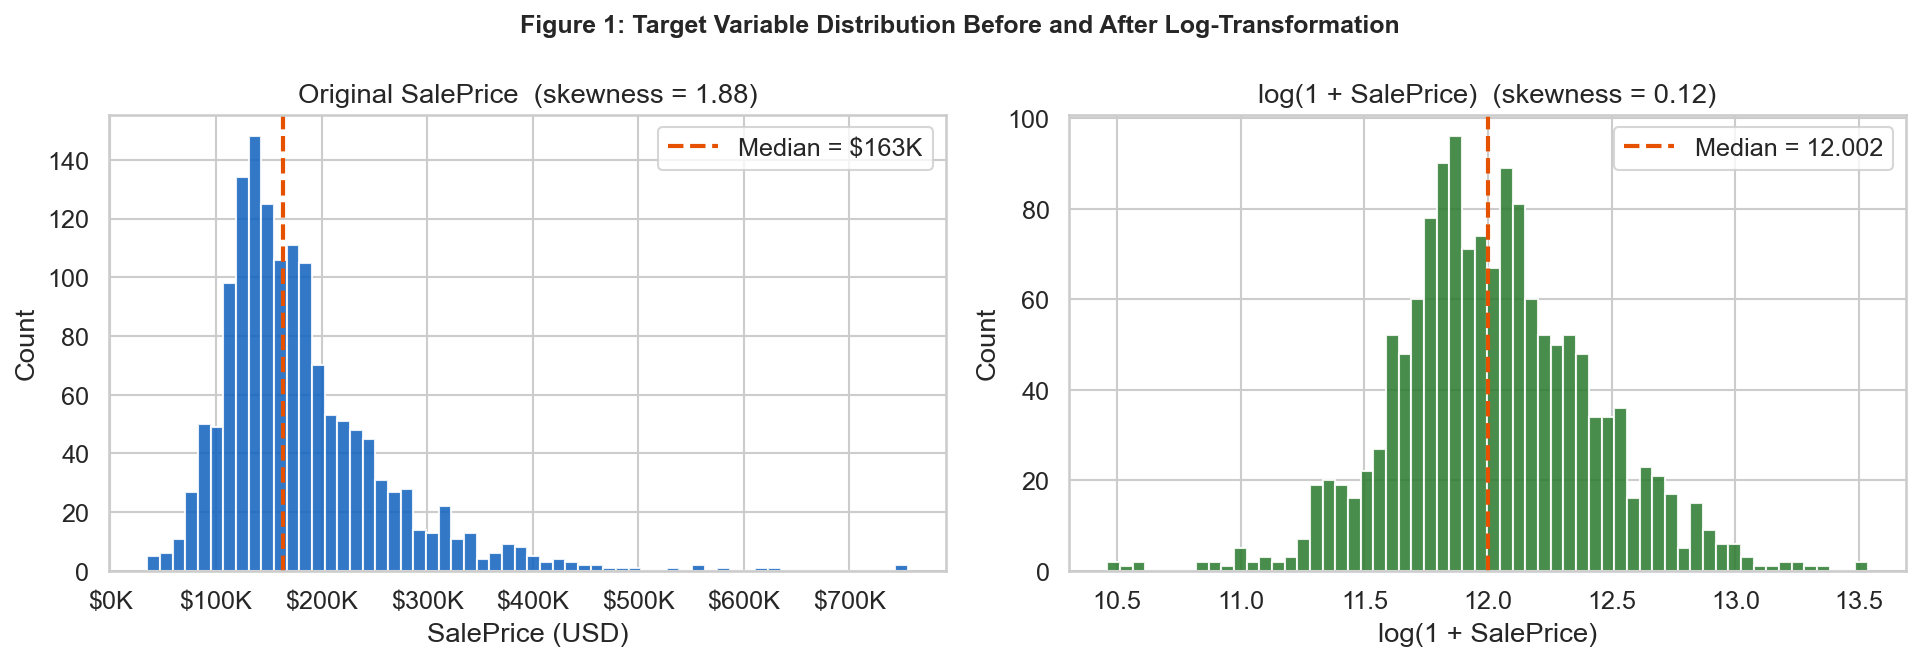 Figure 1: Target Variable Distribution Before and After Log-Transformation
Original SalePrice (skewness = 1.88)
Median = $163K
140
120
100
80
60
40
20
0
Count
$0K $100K $200K $300K $400K $500K $600K $700K
SalePrice (USD)
log(1 + SalePrice) (skewness = 0.12)
Median = 12.002
100
80
60
40
20
0
Count
10.5 11.0 11.5 12.0 12.5 13.0 13.5
log(1 + SalePrice)